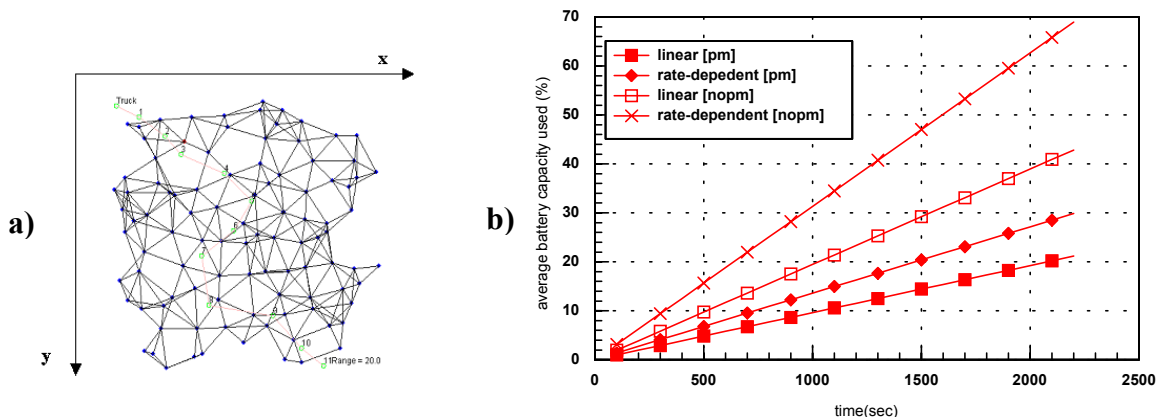 a)
x
y
Truck
1
2
3
4
6
7
8
9
10
11Range = 20.0
b)
average battery capacity used (%)
70
60
50
40
30
20
10
0
linear [pm]
rate-depedent [pm]
linear [nopm]
rate-dependent [nopm]
0 500 1000 1500 2000 2500
time(sec)